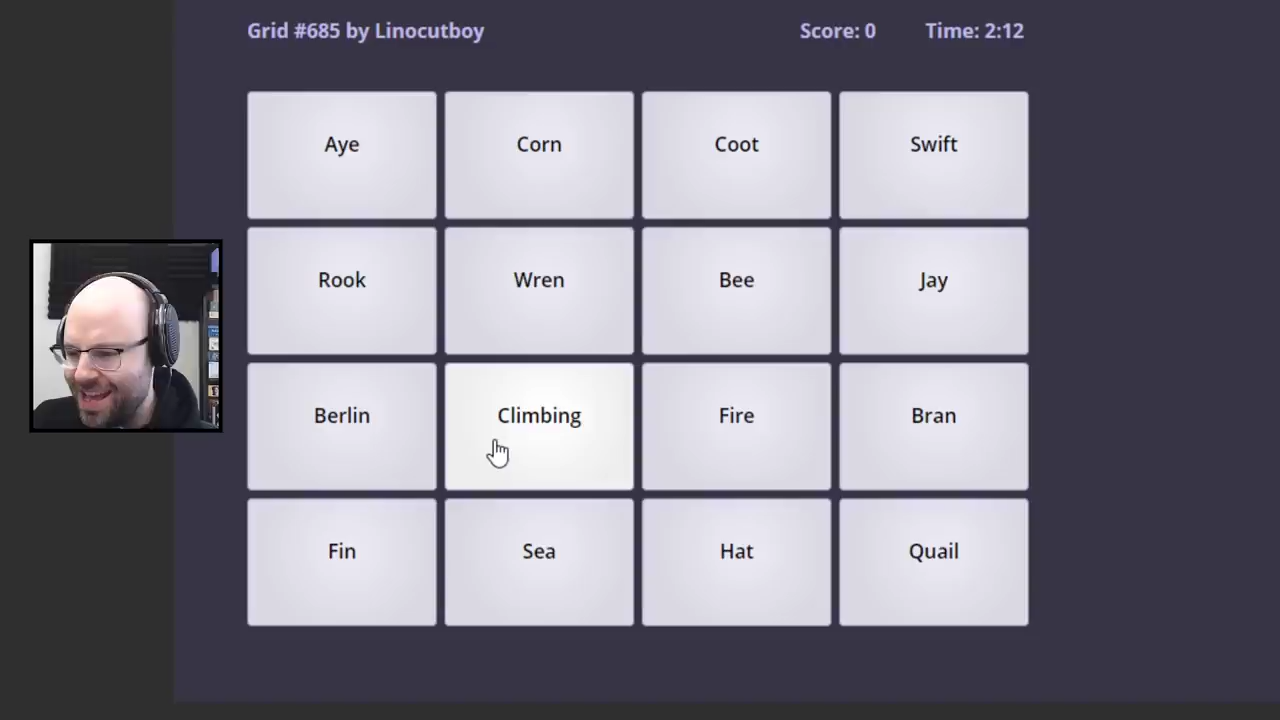 Grid #685 by Linocutboy Score: 0 Time: 2:12
Aye Corn Coot Swift
Rook Wren Bee Jay
Berlin Climbing Fire Bran
Fin Sea Hat Quail